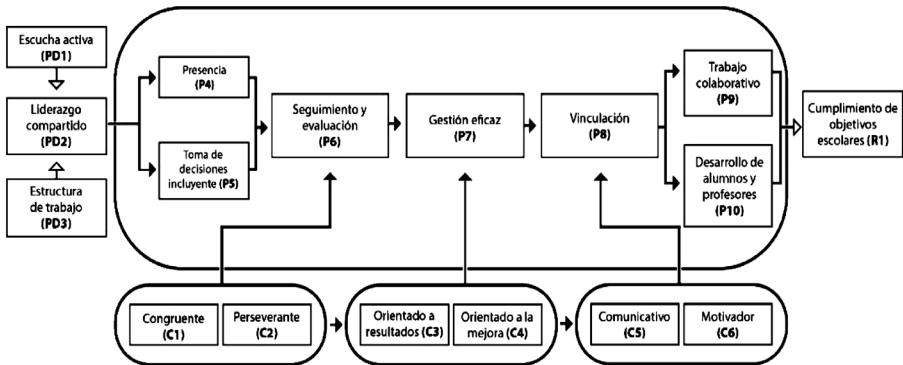 Escucha activa
(PD1)
Liderazgo
compartido
(PD2)
Estructura
de trabajo
(PD3)
Presencia
(P4)
Toma de
decisiones
incluyente (P5)
Seguimiento y
evaluación
(P6)
Gestión eficaz
(P7)
Vinculación
(P8)
Trabajo
colaborativo
(P9)
Desarrollo de
alumnos y
profesores
(P10)
Cumplimiento de
objetivos
escolares (R1)
Congruente
(C1)
Perseverante
(C2)
Orientado a
resultados (C3)
Orientado a la
mejora (C4)
Comunicativo
(C5)
Motivador
(C6)